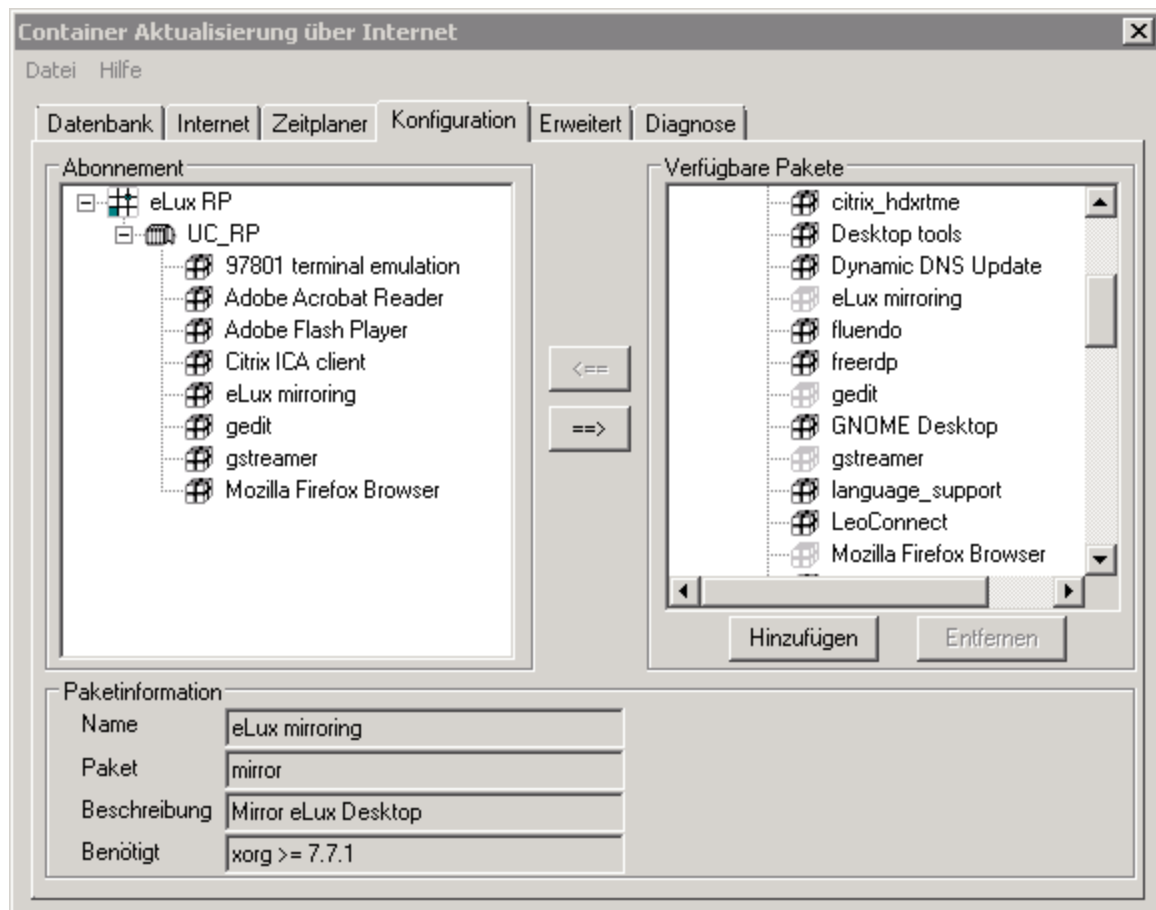 Container Aktualisierung über Internet
Datei Hilfe
Datenbank Internet Zeitplaner Konfiguration Erweitert Diagnose
Abonnement
eLux RP
UC_RP
97801 terminal emulation
Adobe Acrobat Reader
Adobe Flash Player
Citrix ICA client
eLux mirroring
gedit
gstreamer
Mozilla Firefox Browser
<==
==>
Verfügbare Pakete
citrix_hdxrtme
Desktop tools
Dynamic DNS Update
eLux mirroring
fluendo
freerdp
gedit
GNOME Desktop
gstreamer
language_support
LeoConnect
Mozilla Firefox Browser
Hinzufügen Entfernen
Paketinformation
Name eLux mirroring
Paket mirror
Beschreibung Mirror eLux Desktop
Benötigt xorg >= 7.7.1